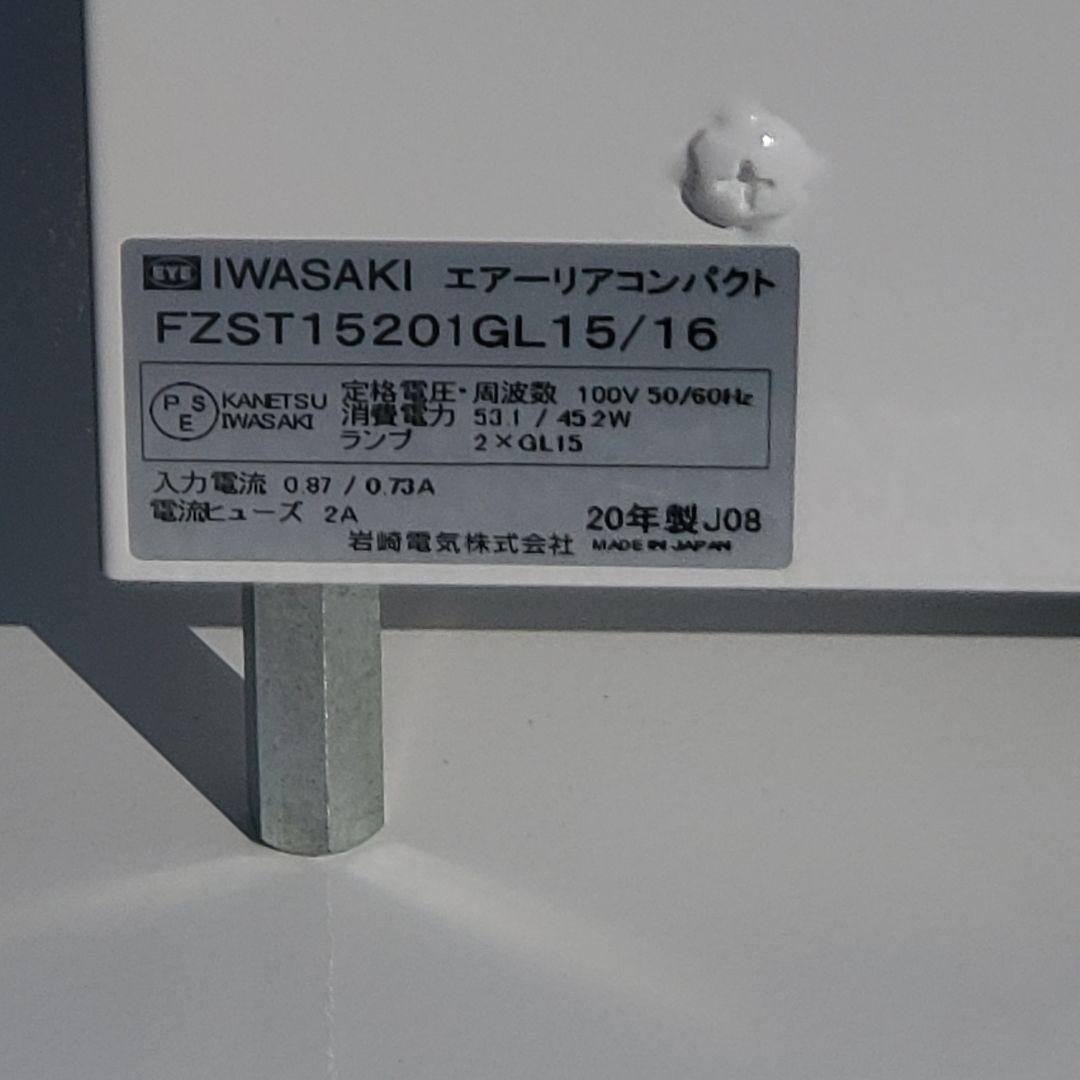 IWASAKI エアーリアコンパクト
FZST15201GL15/16
PSE KANETSU IWASAKI
定格電圧・周波数 100V 50/60Hz
消費電力 53.1 / 45.2W
ランプ 2×GL15
入力電流 0.87 / 0.73A
電流ヒューズ 2A
20年製J08
岩崎電気株式会社 MADE IN JAPAN